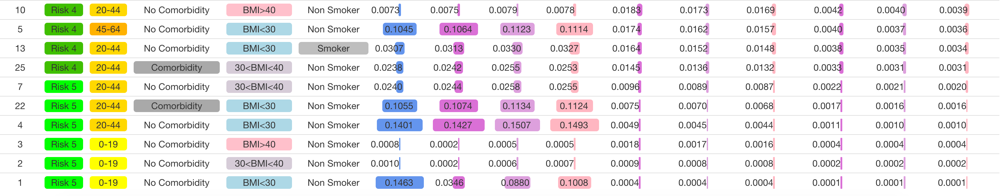 10 Risk 4 20-44 No Comorbidity BMI>40 Non Smoker 0.0073 0.0075 0.0079 0.0078 0.0183 0.0173 0.0169 0.0042 0.0040 0.0039
5 Risk 4 45-64 No Comorbidity BMI<30 Non Smoker 0.1045 0.1064 0.1123 0.1114 0.0174 0.0162 0.0157 0.0040 0.0037 0.0036
13 Risk 4 20-44 No Comorbidity BMI<30 Smoker 0.0307 0.0313 0.0330 0.0327 0.0164 0.0152 0.0148 0.0038 0.0035 0.0034
25 Risk 4 20-44 Comorbidity 30<BMI<40 Non Smoker 0.0238 0.0242 0.0255 0.0253 0.0145 0.0136 0.0132 0.0033 0.0031 0.0031
7 Risk 5 20-44 No Comorbidity 30<BMI<40 Non Smoker 0.0240 0.0244 0.0258 0.0255 0.0096 0.0089 0.0087 0.0022 0.0021 0.0020
22 Risk 5 20-44 Comorbidity BMI<30 Non Smoker 0.1055 0.1074 0.1134 0.1124 0.0075 0.0070 0.0068 0.0017 0.0016 0.0016
4 Risk 5 20-44 No Comorbidity BMI<30 Non Smoker 0.1401 0.1427 0.1507 0.1493 0.0049 0.0045 0.0044 0.0011 0.0010 0.0010
3 Risk 5 0-19 No Comorbidity BMI>40 Non Smoker 0.0008 0.0002 0.0005 0.0005 0.0018 0.0017 0.0016 0.0004 0.0004 0.0004
2 Risk 5 0-19 No Comorbidity 30<BMI<40 Non Smoker 0.0010 0.0002 0.0006 0.0007 0.0009 0.0008 0.0008 0.0002 0.0002 0.0002
1 Risk 5 0-19 No Comorbidity BMI<30 Non Smoker 0.1463 0.0346 0.0880 0.1008 0.0004 0.0004 0.0004 0.0001 0.0001 0.0001